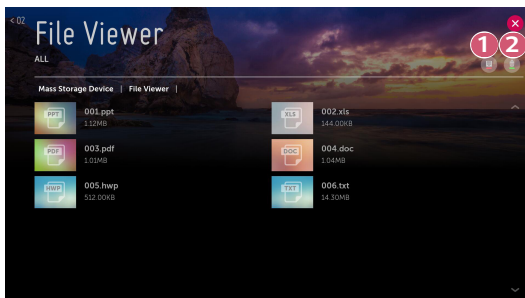 < 02
File Viewer
ALL
1 2
Mass Storage Device | File Viewer |
PPT 001.ppt
1.12MB
XLS 002.xls
144.00KB
PDF 003.pdf
1.01MB
DOC 004.doc
1.04MB
HWP 005.hwp
512.00KB
TXT 006.txt
14.30MB